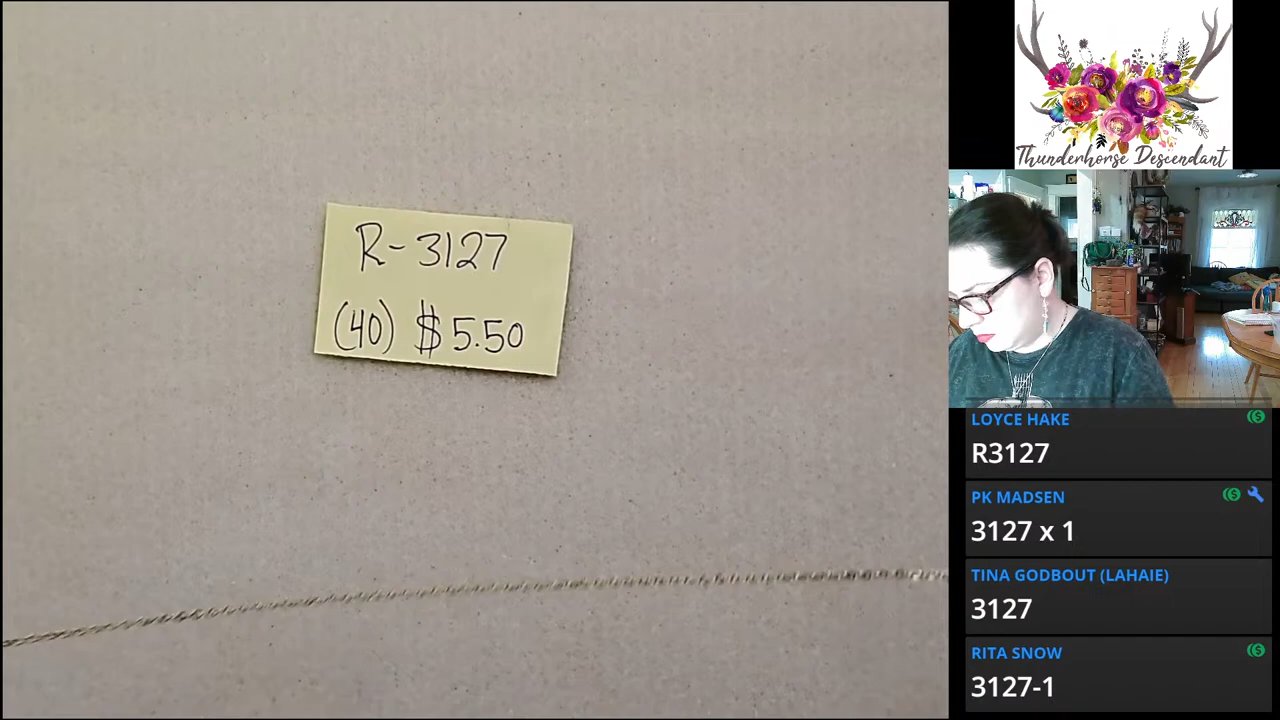 R-3127
(40) $5.50
Thunderhorse Descendant
LOYCE HAKE
R3127
PK MADSEN
3127 x 1
TINA GODBOUT (LAHAIE)
3127
RITA SNOW
3127-1